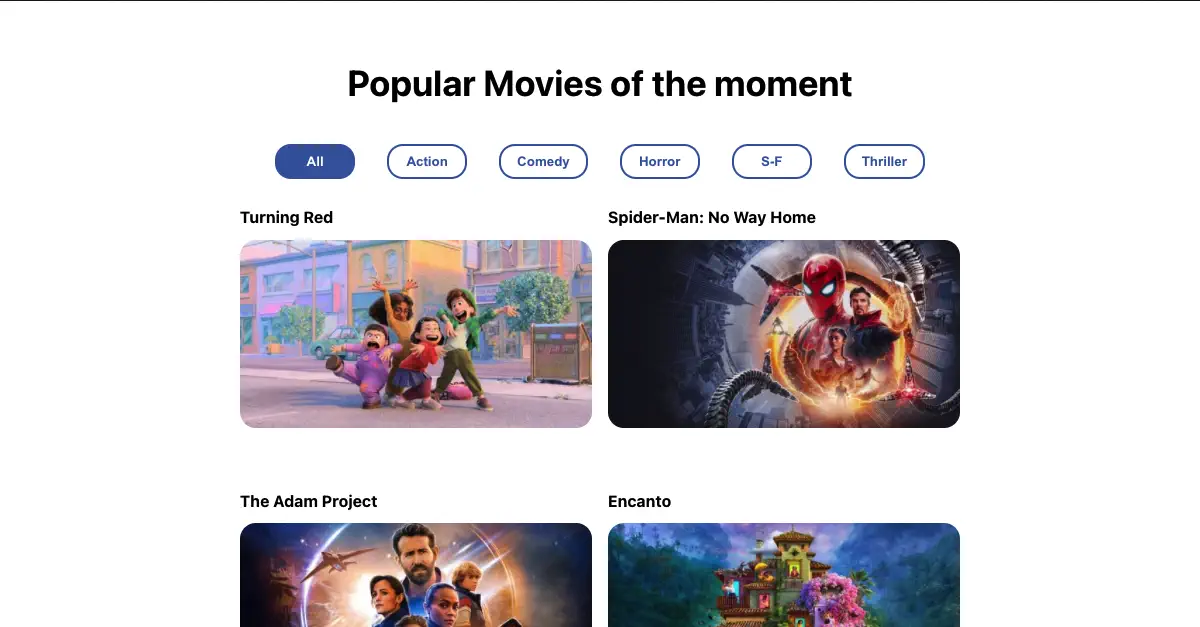 Popular Movies of the moment
All Action Comedy Horror S-F Thriller
Turning Red Spider-Man: No Way Home
The Adam Project Encanto